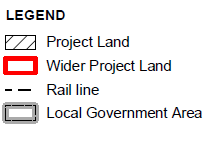 LEGEND
Project Land
Wider Project Land
Rail line
Local Government Area